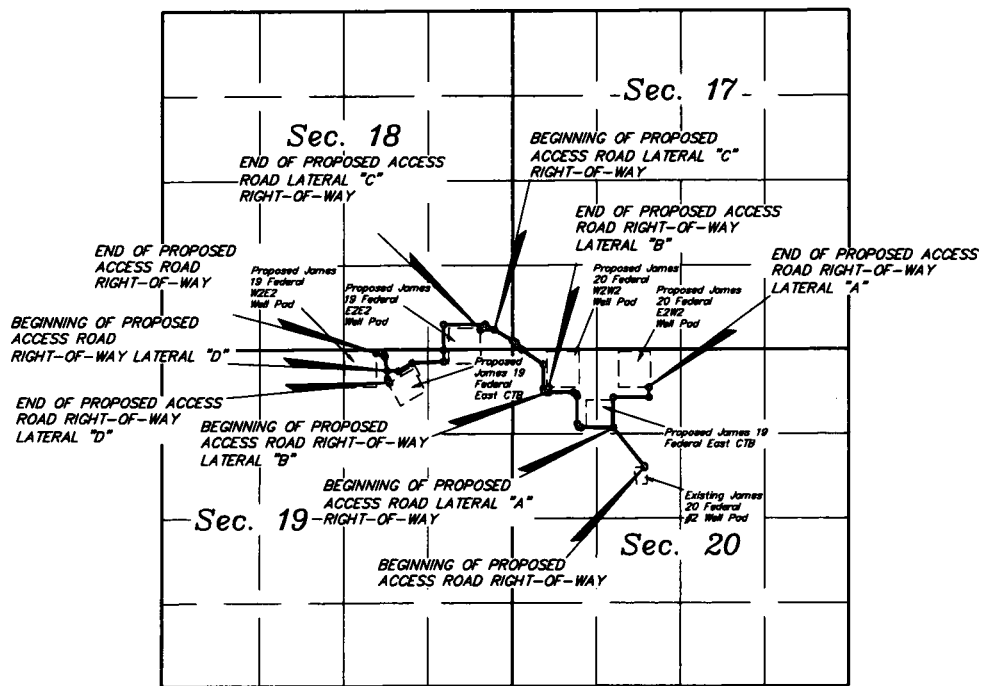 Sec. 17
Sec. 18
END OF PROPOSED ACCESS
ROAD LATERAL "C"
RIGHT-OF-WAY
BEGINNING OF PROPOSED
ACCESS ROAD LATERAL "C"
RIGHT-OF-WAY
END OF PROPOSED ACCESS
ROAD RIGHT-OF-WAY
LATERAL "B"
END OF PROPOSED ACCESS
ROAD RIGHT-OF-WAY
LATERAL "A"
END OF PROPOSED
ACCESS ROAD
RIGHT-OF-WAY
Proposed James
19 Federal
W2E2
Well Pad
Proposed James
19 Federal
E2E2
Well Pad
Proposed James
20 Federal
W2W2
Well Pad
Proposed James
20 Federal
E2W2
Well Pad
BEGINNING OF PROPOSED
ACCESS ROAD
RIGHT-OF-WAY LATERAL "D"
Proposed
James 19
Federal
East CTB
END OF PROPOSED ACCESS
ROAD RIGHT-OF-WAY
LATERAL "D"
BEGINNING OF PROPOSED
ACCESS ROAD RIGHT-OF-WAY
LATERAL "B"
Proposed James 19
Federal East CTB
BEGINNING OF PROPOSED
ACCESS ROAD LATERAL "A"
RIGHT-OF-WAY
Existing James
20 Federal
#2 Well Pad
Sec. 19
Sec. 20
BEGINNING OF PROPOSED
ACCESS ROAD RIGHT-OF-WAY